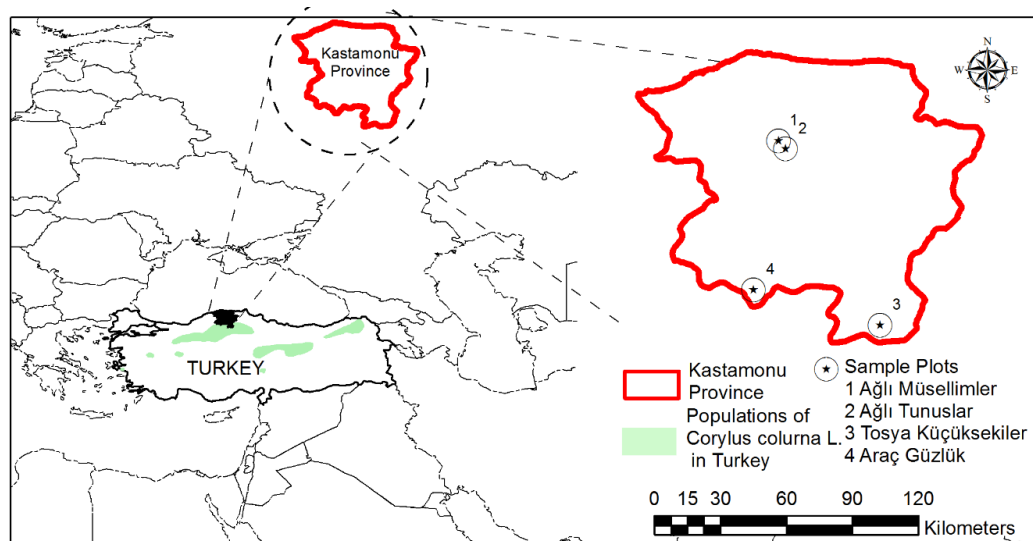 Kastamonu
Province
TURKEY
N
W
E
S
1
2
4
3
Kastamonu
Province
Populations of
Corylus colurna L.
in Turkey
Sample Plots
1 Ağlı Müsellimler
2 Ağlı Tunuslar
3 Tosya Küçüksekiler
4 Araç Güzlük
0 15 30 60 90 120
Kilometers